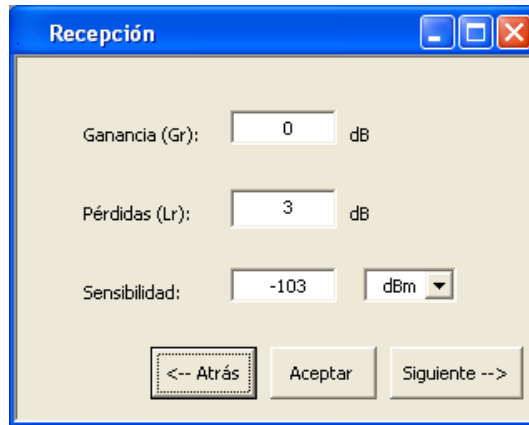 Recepción
Ganancia (Gr): 0 dB
Pérdidas (Lr): 3 dB
Sensibilidad: -103 dBm
<-- Atrás Aceptar Siguiente -->